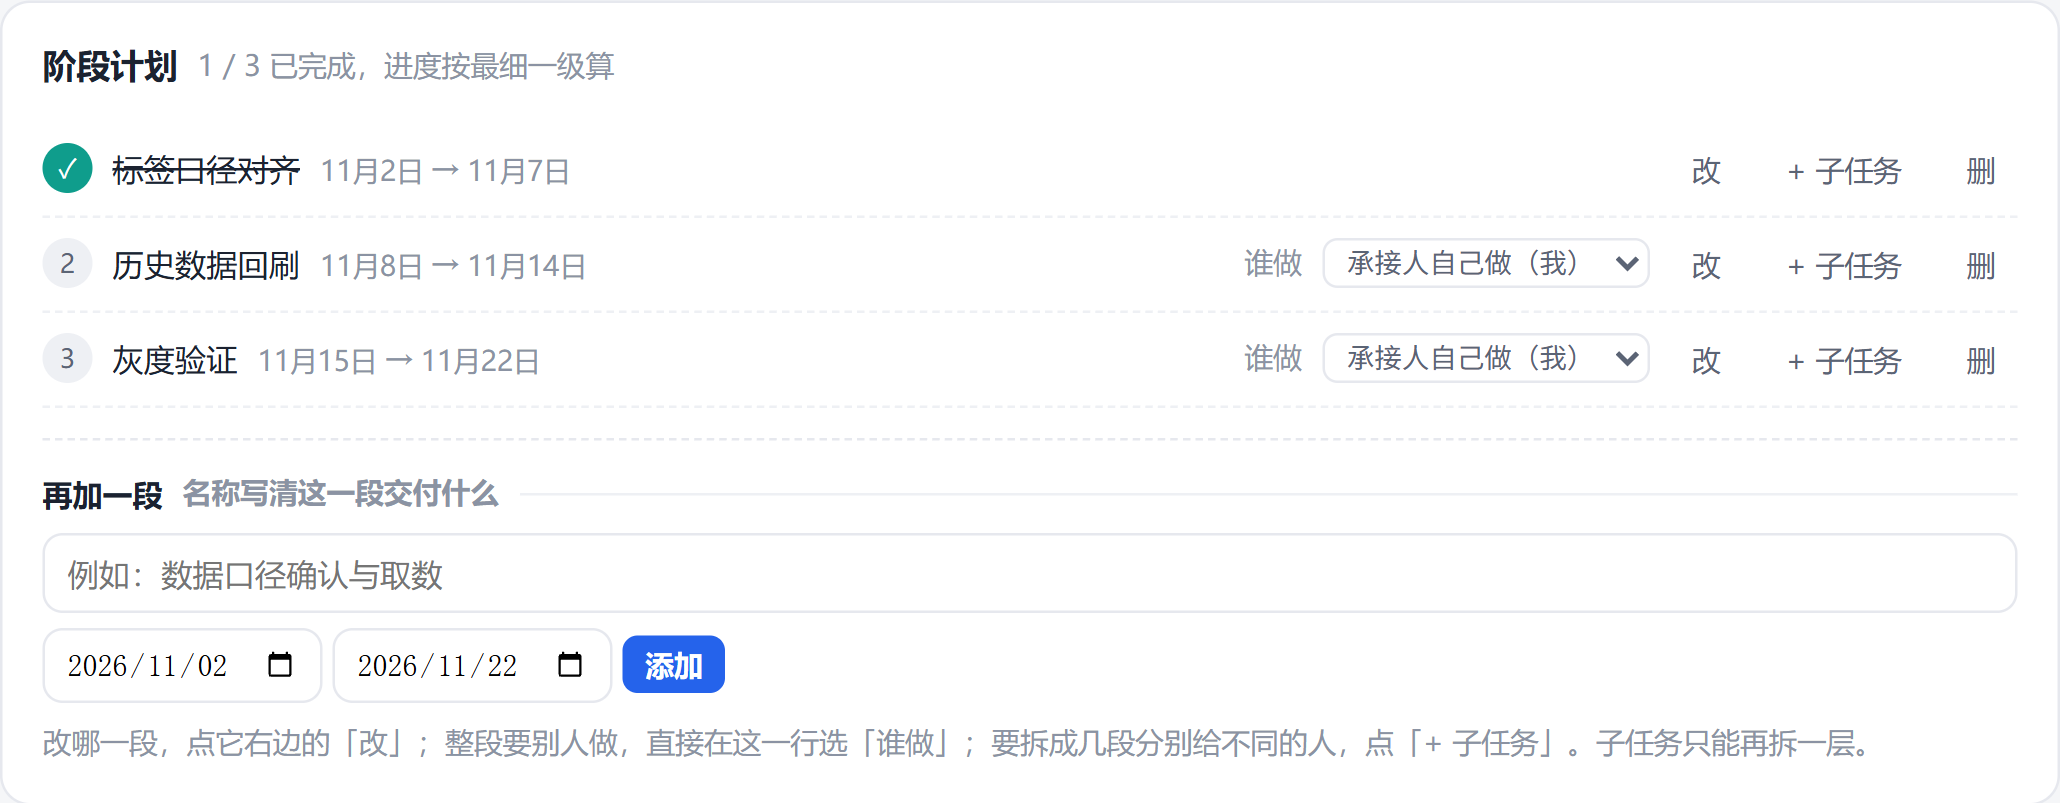 阶段计划 1 / 3 已完成，进度按最细一级算
✓ 标签口径对齐 11月2日 → 11月7日 改 + 子任务 删
2 历史数据回刷 11月8日 → 11月14日 谁做 承接人自己做（我） 改 + 子任务 删
3 灰度验证 11月15日 → 11月22日 谁做 承接人自己做（我） 改 + 子任务 删
再加一段 名称写清这一段交付什么
例如：数据口径确认与取数
2026/11/02 2026/11/22 添加
改哪一段，点它右边的「改」；整段要别人做，直接在这一行选「谁做」；要拆成几段分别给不同的人，点「+ 子任务」。子任务只能再拆一层。